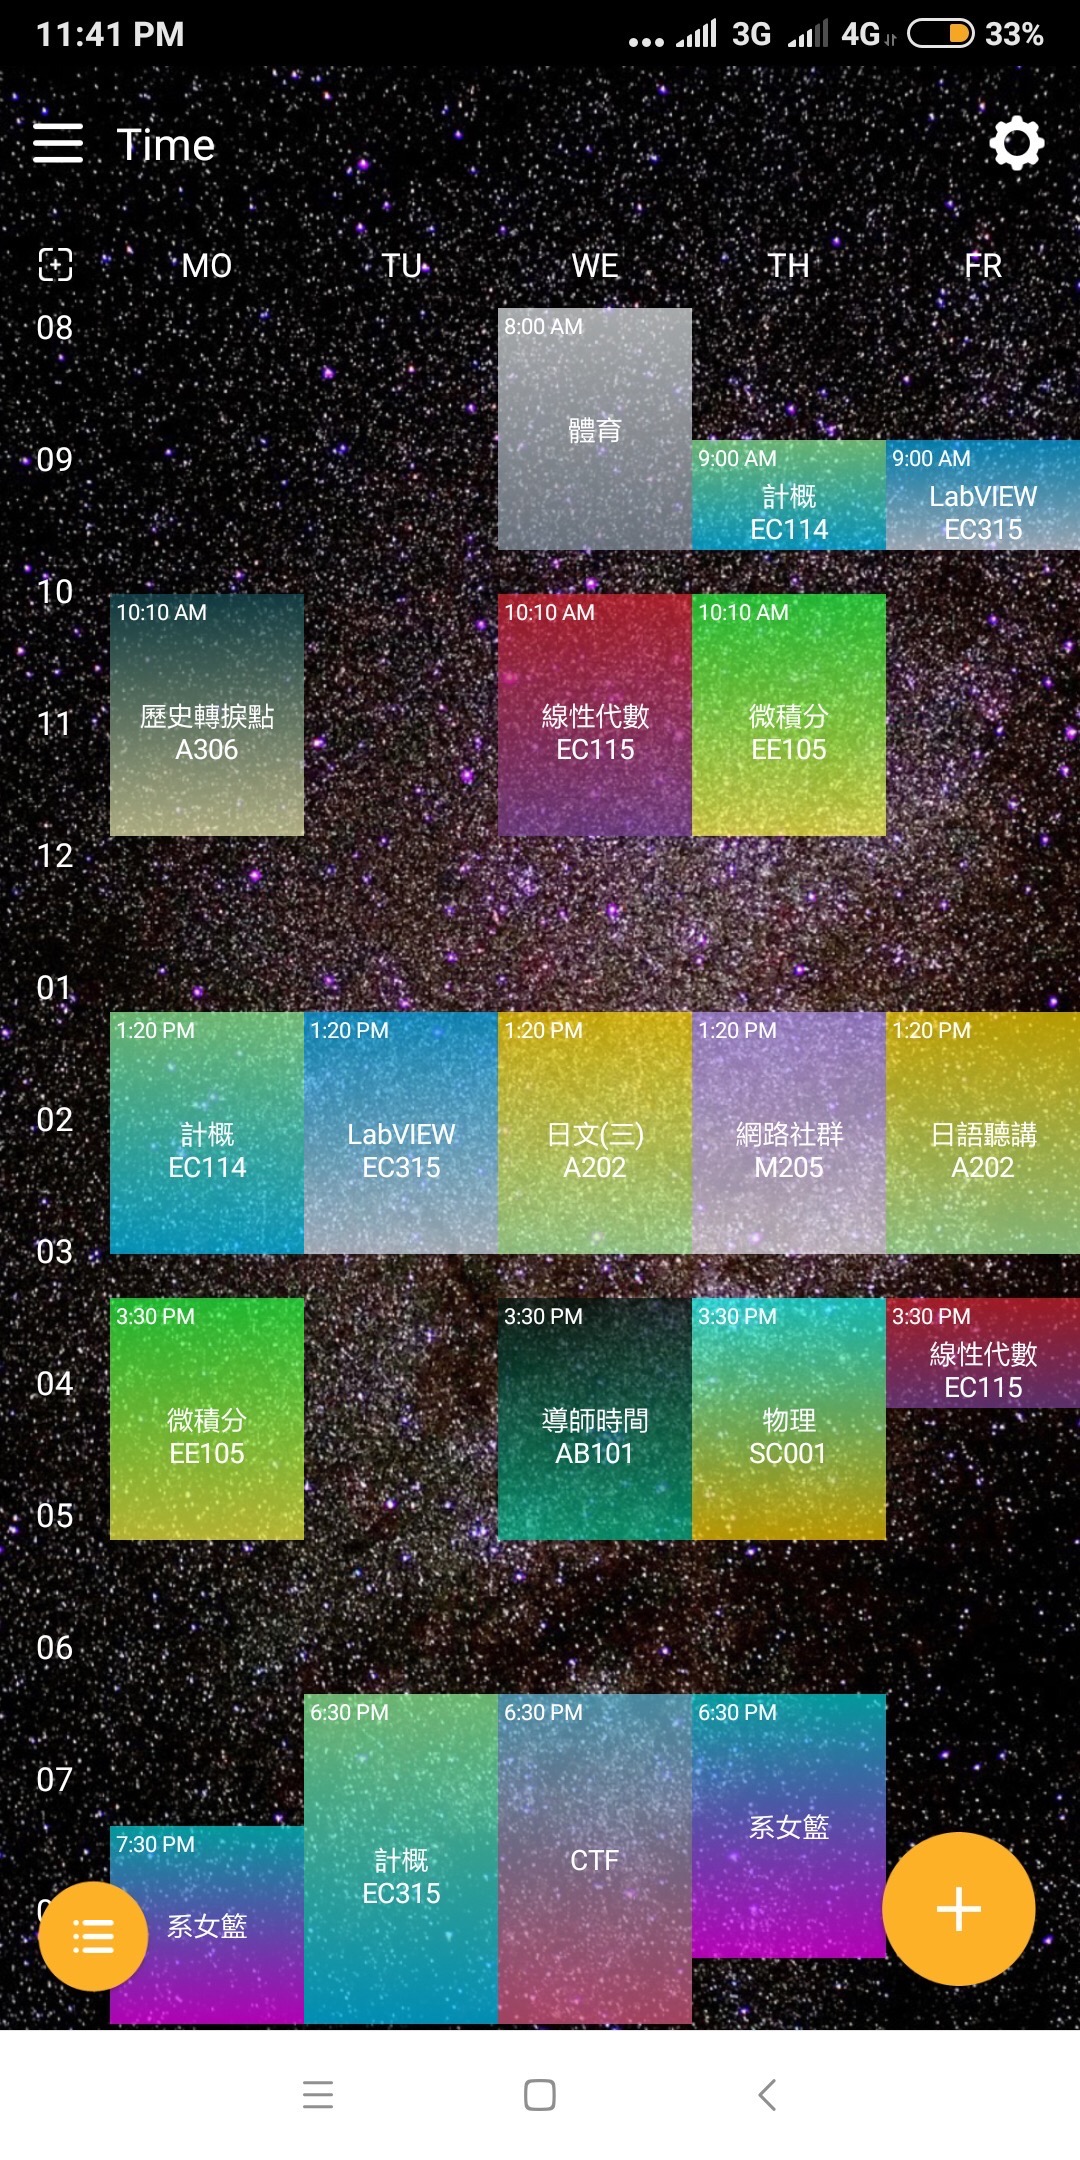 11:41 PM
3G 4G 33%
Time
MO TU WE TH FR
08
8:00 AM
體育
09
9:00 AM
計概
EC114
9:00 AM
LabVIEW
EC315
10
10:10 AM
歷史轉捩點
A306
10:10 AM
線性代數
EC115
10:10 AM
微積分
EE105
11
12
01
1:20 PM
計概
EC114
1:20 PM
LabVIEW
EC315
1:20 PM
日文(三)
A202
1:20 PM
網路社群
M205
1:20 PM
日語聽講
A202
02
03
3:30 PM
微積分
EE105
3:30 PM
導師時間
AB101
3:30 PM
物理
SC001
3:30 PM
線性代數
EC115
04
05
06
6:30 PM
計概
EC315
6:30 PM
CTF
6:30 PM
系女籃
07
7:30 PM
系女籃